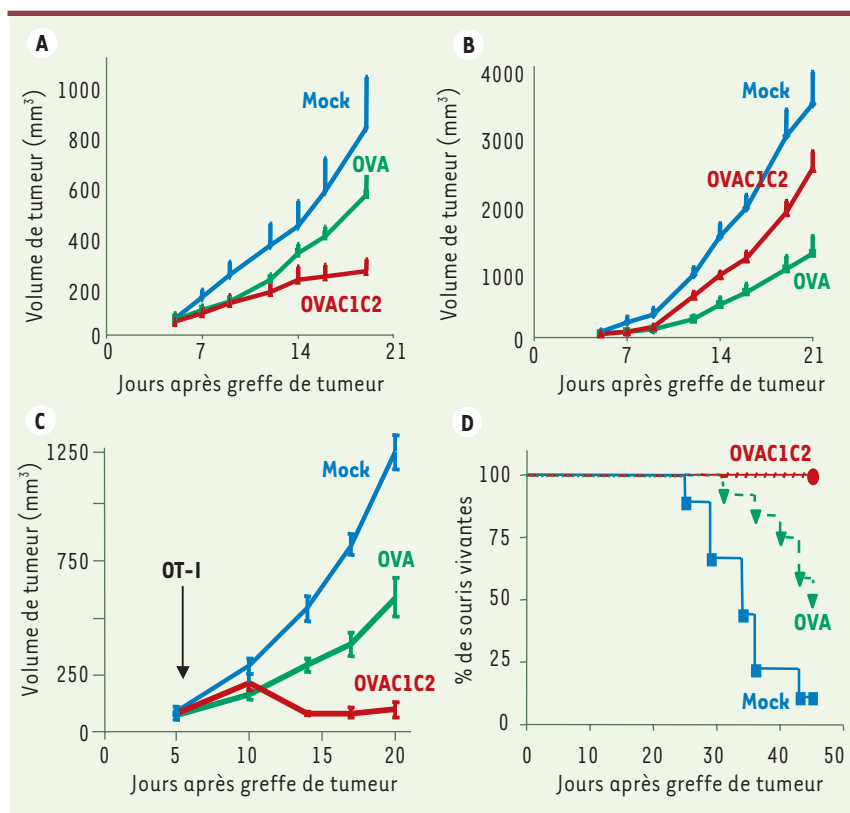 A
Volume de tumeur (mm³)
1000
800
600
400
200
0
Mock
OVA
OVAC1C2
0 7 14 21
Jours après greffe de tumeur
B
Volume de tumeur (mm³)
4000
3000
2000
1000
0
Mock
OVAC1C2
OVA
0 7 14 21
Jours après greffe de tumeur
C
Volume de tumeur (mm³)
1250
750
250
0
Mock
OT-I
OVA
OVAC1C2
5 10 15 20
Jours après greffe de tumeur
D
% de souris vivantes
100
75
50
25
0
OVAC1C2
OVA
Mock
0 10 20 30 40 50
Jours après greffe de tumeur